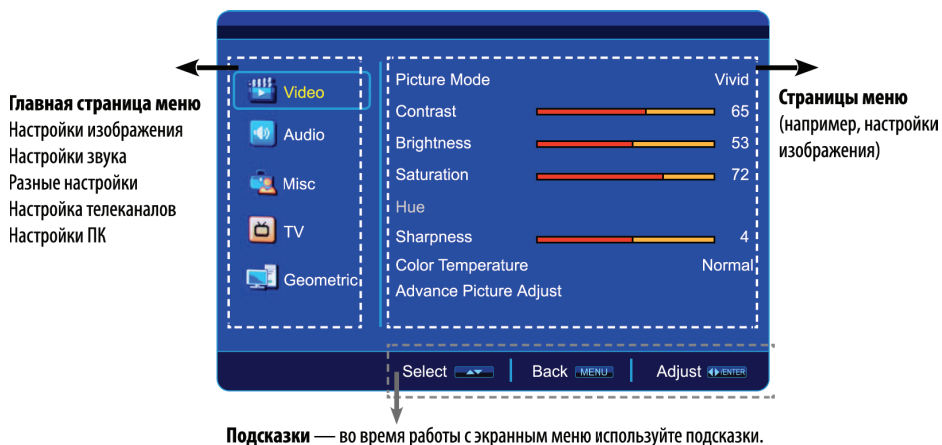 Главная страница меню
Настройки изображения
Настройки звука
Разные настройки
Настройка телеканалов
Настройки ПК
Video
Audio
Misc
TV
Geometric
Picture Mode Vivid
Contrast 65
Brightness 53
Saturation 72
Hue
Sharpness 4
Color Temperature Normal
Advance Picture Adjust
Страницы меню
(например, настройки
изображения)
Select Back MENU Adjust /ENTER
Подсказки — во время работы с экранным меню используйте подсказки.